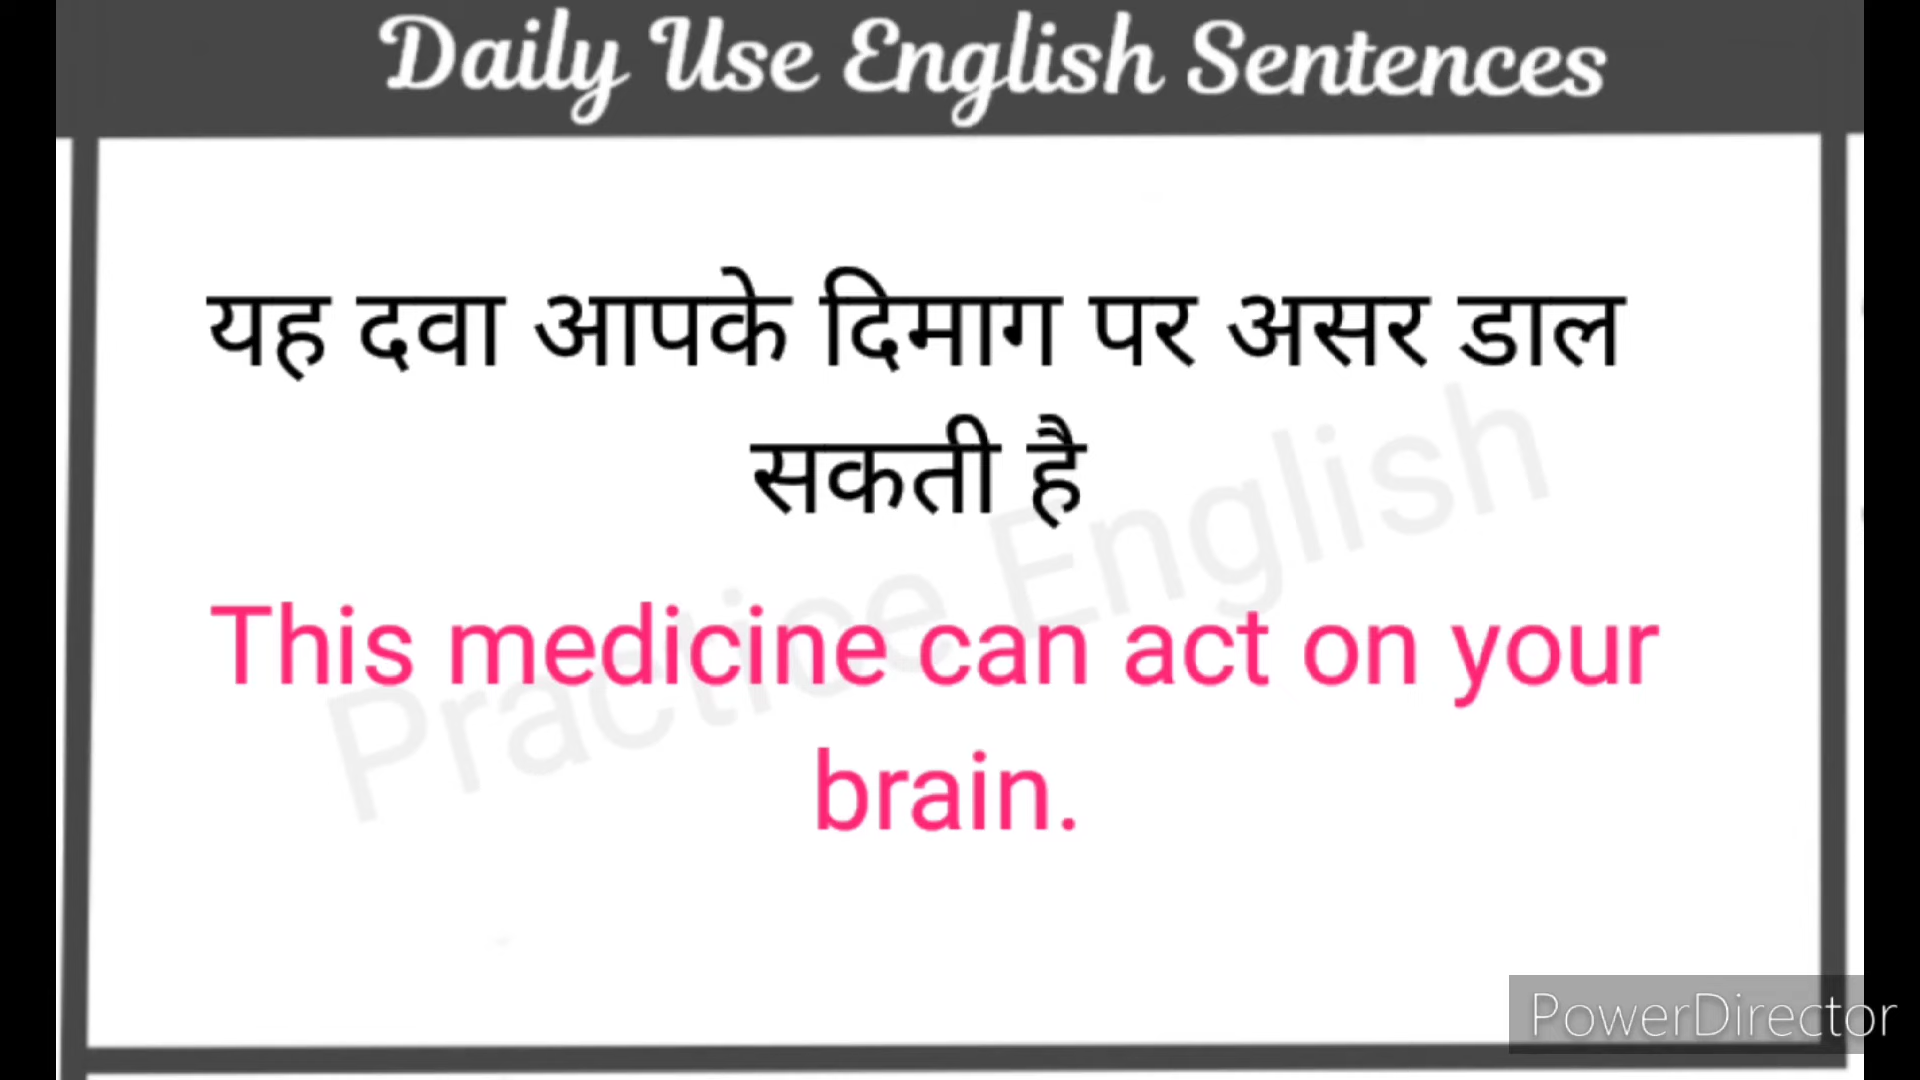 Daily Use English Sentences
यह दवा आपके दिमाग पर असर डाल
सकती है
Practice English
This medicine can act on your
brain.
PowerDirector